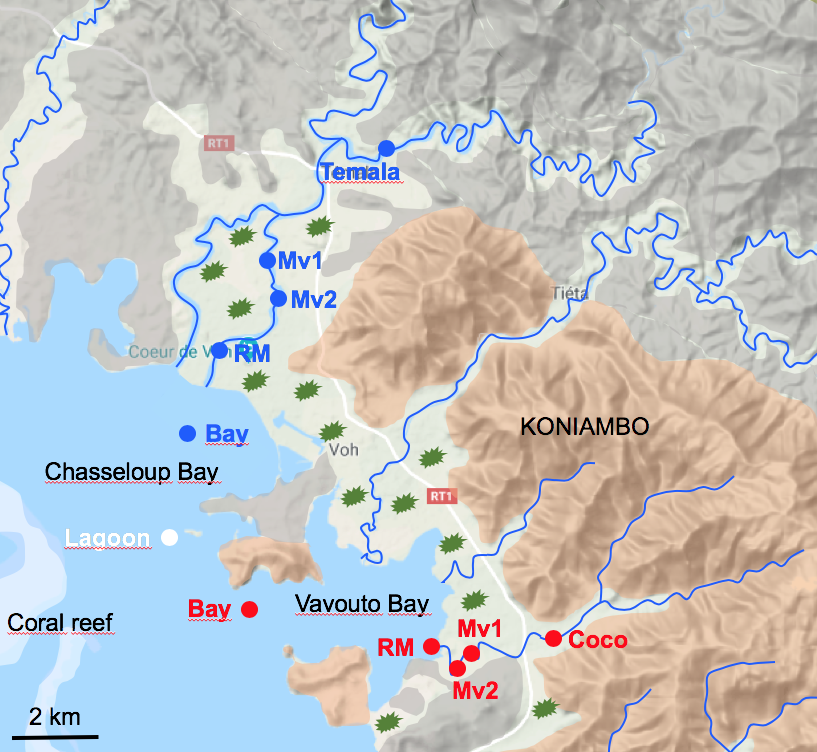 RT1
Temala
Mv1
Tiéta
Mv2
Coeur de
RM
KONIAMBO
Bay
Voh
Chasseloup Bay
RT1
Lagoon
Vavouto Bay
Bay
Coral reef
Mv1
Coco
RM
Mv2
2 km